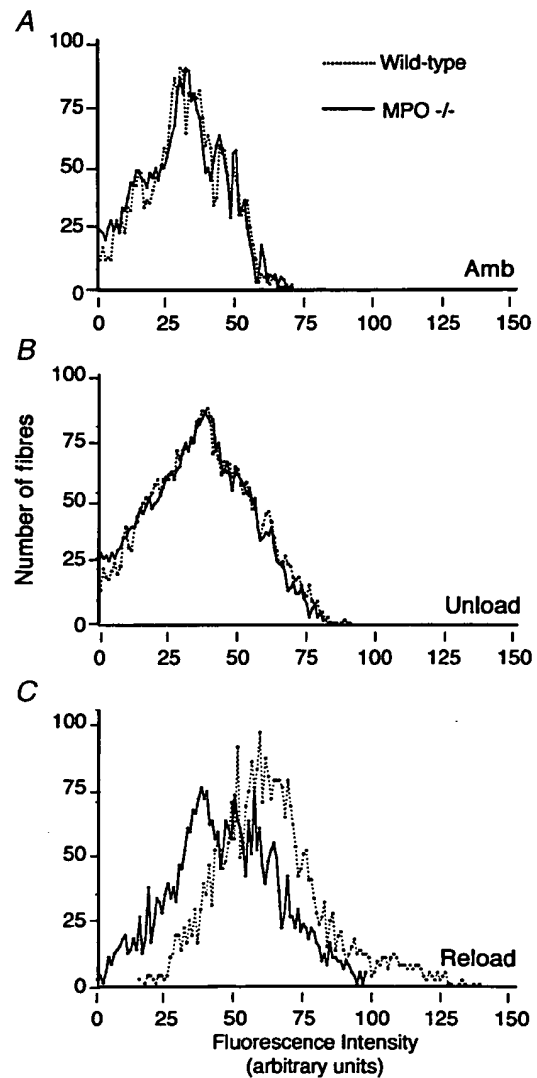 A
100
75
50
25
0
Wild-type
MPO -/-
Amb
0 25 50 75 100 125 150
B
100
75
50
25
0
Unload
0 25 50 75 100 125 150
Number of fibres
C
100
75
50
25
0
Reload
0 25 50 75 100 125 150
Fluorescence Intensity
(arbitrary units)